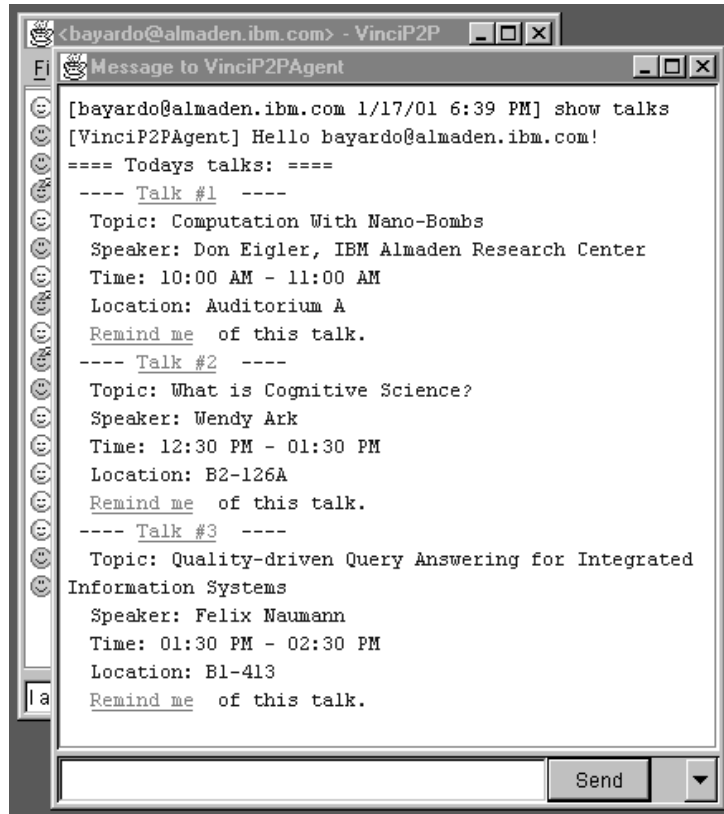 <bayardo@almaden.ibm.com> - VinciP2P
Fi
Message to VinciP2PAgent
[bayardo@almaden.ibm.com 1/17/01 6:39 PM] show talks
[VinciP2PAgent] Hello bayardo@almaden.ibm.com!
==== Todays talks: ====
---- Talk #1 ----
Topic: Computation With Nano-Bombs
Speaker: Don Eigler, IBM Almaden Research Center
Time: 10:00 AM - 11:00 AM
Location: Auditorium A
Remind me of this talk.
---- Talk #2 ----
Topic: What is Cognitive Science?
Speaker: Wendy Ark
Time: 12:30 PM - 01:30 PM
Location: B2-126A
Remind me of this talk.
---- Talk #3 ----
Topic: Quality-driven Query Answering for Integrated
Information Systems
Speaker: Felix Naumann
Time: 01:30 PM - 02:30 PM
Location: B1-413
Remind me of this talk.
I a
Send